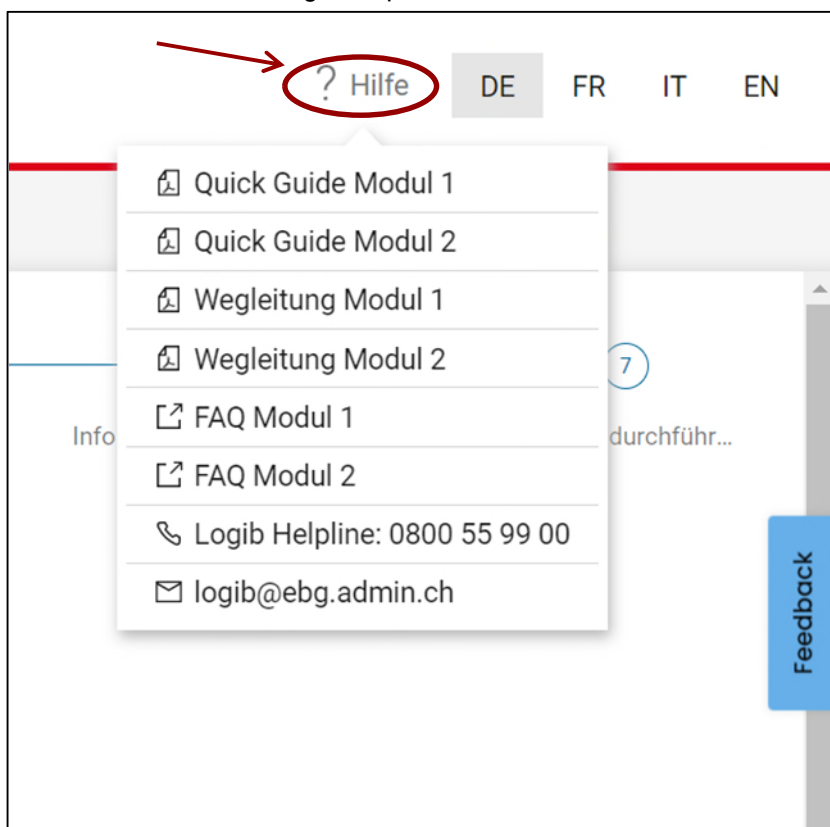 ? Hilfe DE FR IT EN
Quick Guide Modul 1
Quick Guide Modul 2
Wegleitung Modul 1
Wegleitung Modul 2
7
FAQ Modul 1
Info durchführ...
FAQ Modul 2
Logib Helpline: 0800 55 99 00
logib@ebg.admin.ch
Feedback